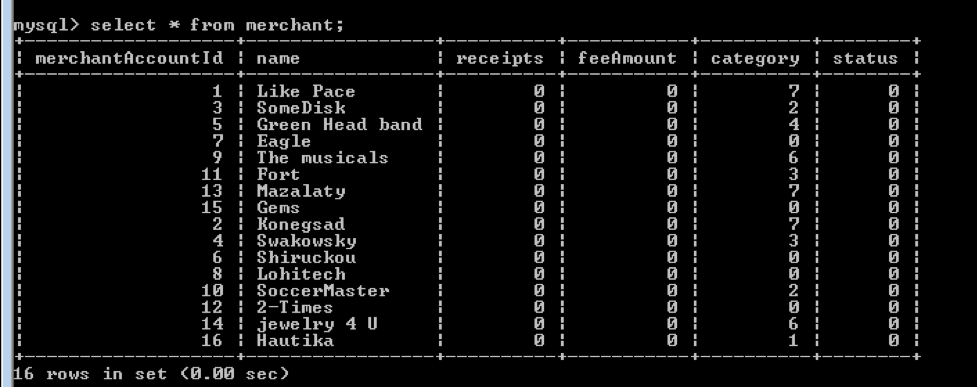 mysql> select * from merchant;
+-------------------+-----------------+----------+-----------+----------+--------+
| merchantAccountId | name            | receipts | feeAmount | category | status |
+-------------------+-----------------+----------+-----------+----------+--------+
|                 1 | Like Pace       |        0 |         0 |        7 |      0 |
|                 3 | SomeDisk        |        0 |         0 |        2 |      0 |
|                 5 | Green Head band |        0 |         0 |        4 |      0 |
|                 7 | Eagle           |        0 |         0 |        0 |      0 |
|                 9 | The musicals    |        0 |         0 |        6 |      0 |
|                11 | Fort            |        0 |         0 |        3 |      0 |
|                13 | Mazalaty        |        0 |         0 |        7 |      0 |
|                15 | Gems            |        0 |         0 |        0 |      0 |
|                 2 | Konegsad        |        0 |         0 |        7 |      0 |
|                 4 | Swakowsky       |        0 |         0 |        3 |      0 |
|                 6 | Shiruckou       |        0 |         0 |        0 |      0 |
|                 8 | Lohitech        |        0 |         0 |        0 |      0 |
|                10 | SoccerMaster    |        0 |         0 |        2 |      0 |
|                12 | 2-Times         |        0 |         0 |        0 |      0 |
|                14 | jewelry 4 U     |        0 |         0 |        6 |      0 |
|                16 | Hautika         |        0 |         0 |        1 |      0 |
+-------------------+-----------------+----------+-----------+----------+--------+
16 rows in set (0.00 sec)